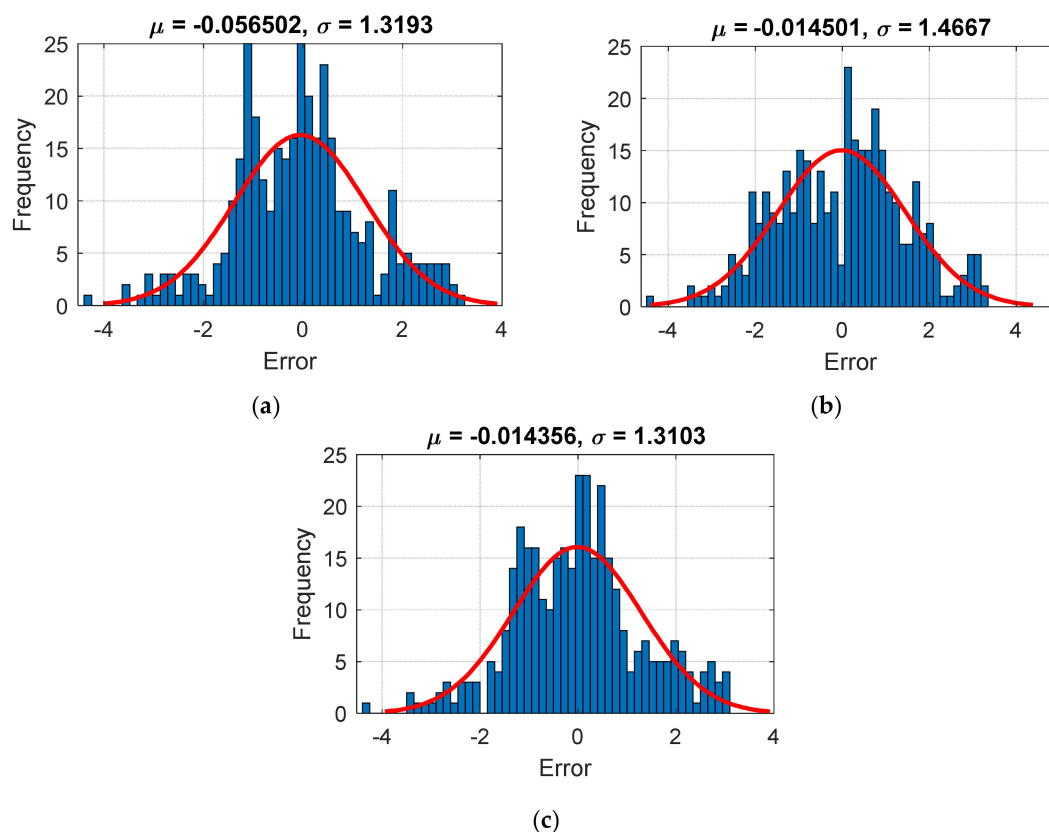 μ = -0.056502, σ = 1.3193
25
20
15
10
5
0
Frequency
-4 -2 0 2 4
Error
(a)
μ = -0.014501, σ = 1.4667
25
20
15
10
5
0
Frequency
-4 -2 0 2 4
Error
(b)
μ = -0.014356, σ = 1.3103
25
20
15
10
5
0
Frequency
-4 -2 0 2 4
Error
(c)